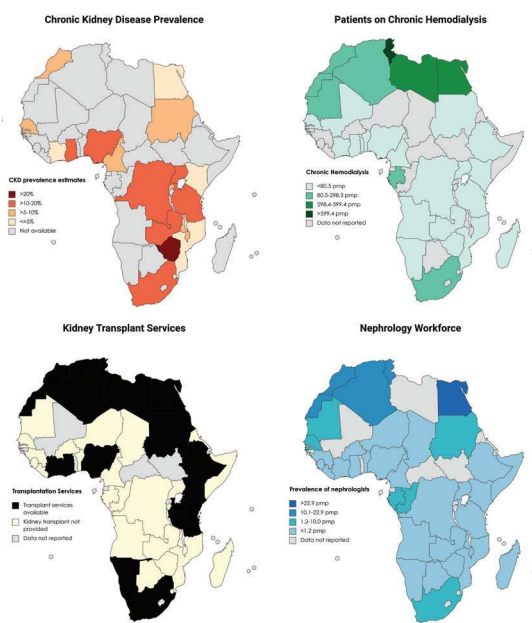 Chronic Kidney Disease Prevalence
CKD prevalence estimates
>20%
>10-20%
>5-10%
<=5%
Not available
Patients on Chronic Hemodialysis
Chronic Hemodialysis
<80.5 pmp
80.5-298.3 pmp
298.4-599.4 pmp
>599.4 pmp
Data not reported
Kidney Transplant Services
Transplantation Services
Transplant services
available
Kidney transplant not
provided
Data not reported
Nephrology Workforce
Prevalence of nephrologists
>22.9 pmp
10.1-22.9 pmp
1.2-10.0 pmp
<1.2 pmp
Data not reported